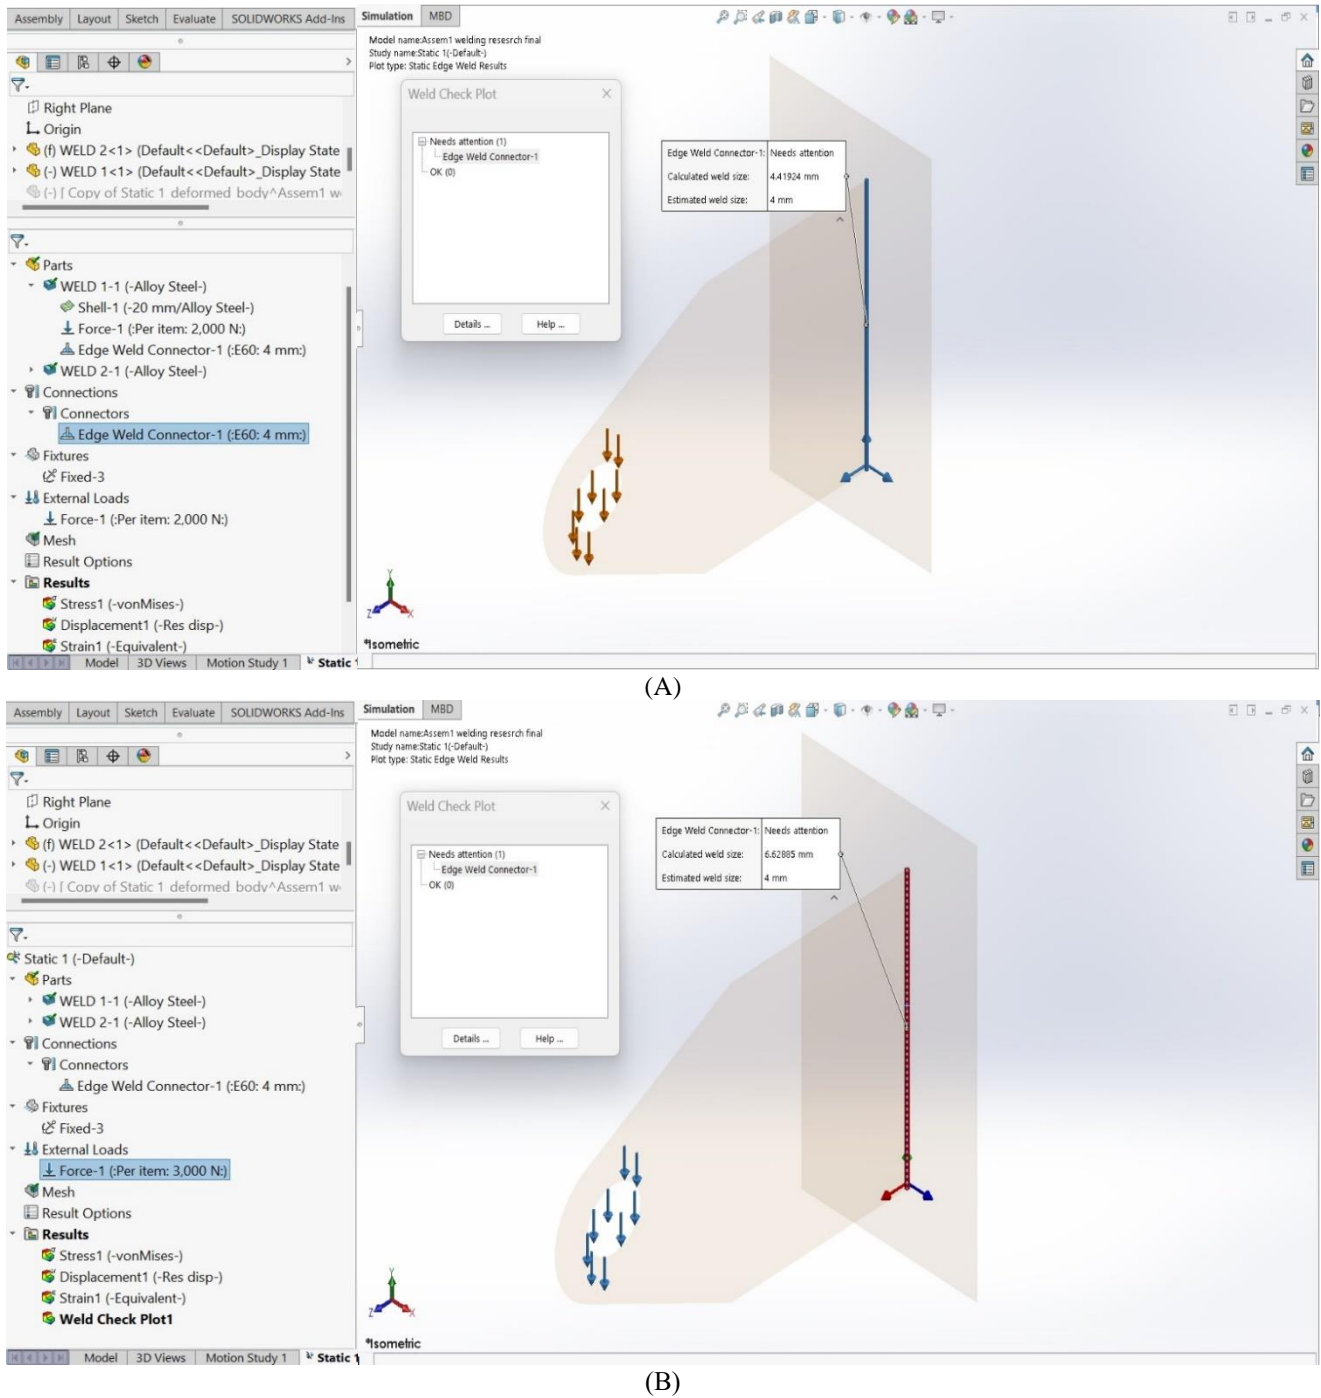 Assembly Layout Sketch Evaluate SOLIDWORKS Add-Ins Simulation MBD
Model name:Assem1 welding resesrch final
Study name:Static 1(-Default-)
Plot type: Static Edge Weld Results
Right Plane
Origin
(f) WELD 2<1> (Default<<Default>_Display State
(-) WELD 1<1> (Default<<Default>_Display State
(-) [ Copy of Static 1 deformed body^Assem1 w
Parts
WELD 1-1 (-Alloy Steel-)
Shell-1 (-20 mm/Alloy Steel-)
Force-1 (:Per item: 2,000 N:)
Edge Weld Connector-1 (:E60: 4 mm:)
WELD 2-1 (-Alloy Steel-)
Connections
Connectors
Edge Weld Connector-1 (:E60: 4 mm:)
Fixtures
Fixed-3
External Loads
Force-1 (:Per item: 2,000 N:)
Mesh
Result Options
Results
Stress1 (-vonMises-)
Displacement1 (-Res disp-)
Strain1 (-Equivalent-)
Model 3D Views Motion Study 1 Static 1
Weld Check Plot
Needs attention (1)
Edge Weld Connector-1
OK (0)
Details ... Help ...
Edge Weld Connector-1: Needs attention
Calculated weld size: 4.41924 mm
Estimated weld size: 4 mm
Y
Z X
*Isometric
(A)
Assembly Layout Sketch Evaluate SOLIDWORKS Add-Ins Simulation MBD
Model name:Assem1 welding resesrch final
Study name:Static 1(-Default-)
Plot type: Static Edge Weld Results
Right Plane
Origin
(f) WELD 2<1> (Default<<Default>_Display State
(-) WELD 1<1> (Default<<Default>_Display State
(-) [ Copy of Static 1 deformed body^Assem1 w
Static 1 (-Default-)
Parts
WELD 1-1 (-Alloy Steel-)
WELD 2-1 (-Alloy Steel-)
Connections
Connectors
Edge Weld Connector-1 (:E60: 4 mm:)
Fixtures
Fixed-3
External Loads
Force-1 (:Per item: 3,000 N:)
Mesh
Result Options
Results
Stress1 (-vonMises-)
Displacement1 (-Res disp-)
Strain1 (-Equivalent-)
Weld Check Plot1
Model 3D Views Motion Study 1 Static 1
Weld Check Plot
Needs attention (1)
Edge Weld Connector-1
OK (0)
Details ... Help ...
Edge Weld Connector-1: Needs attention
Calculated weld size: 6.62885 mm
Estimated weld size: 4 mm
Y
Z X
*Isometric
(B)